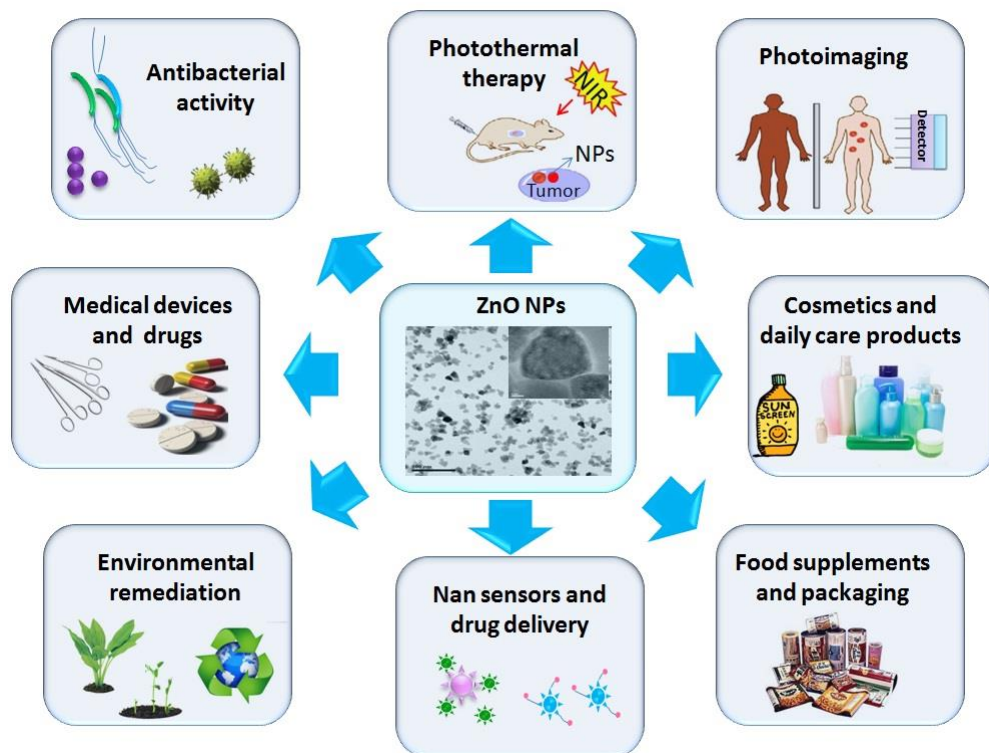 Antibacterial
activity
Photothermal
therapy
NIR
NPs
Tumor
Photoimaging
Detector
Medical devices
and drugs
ZnO NPs
Cosmetics and
daily care products
SUN
SCREEN
Environmental
remediation
Nan sensors and
drug delivery
Food supplements
and packaging